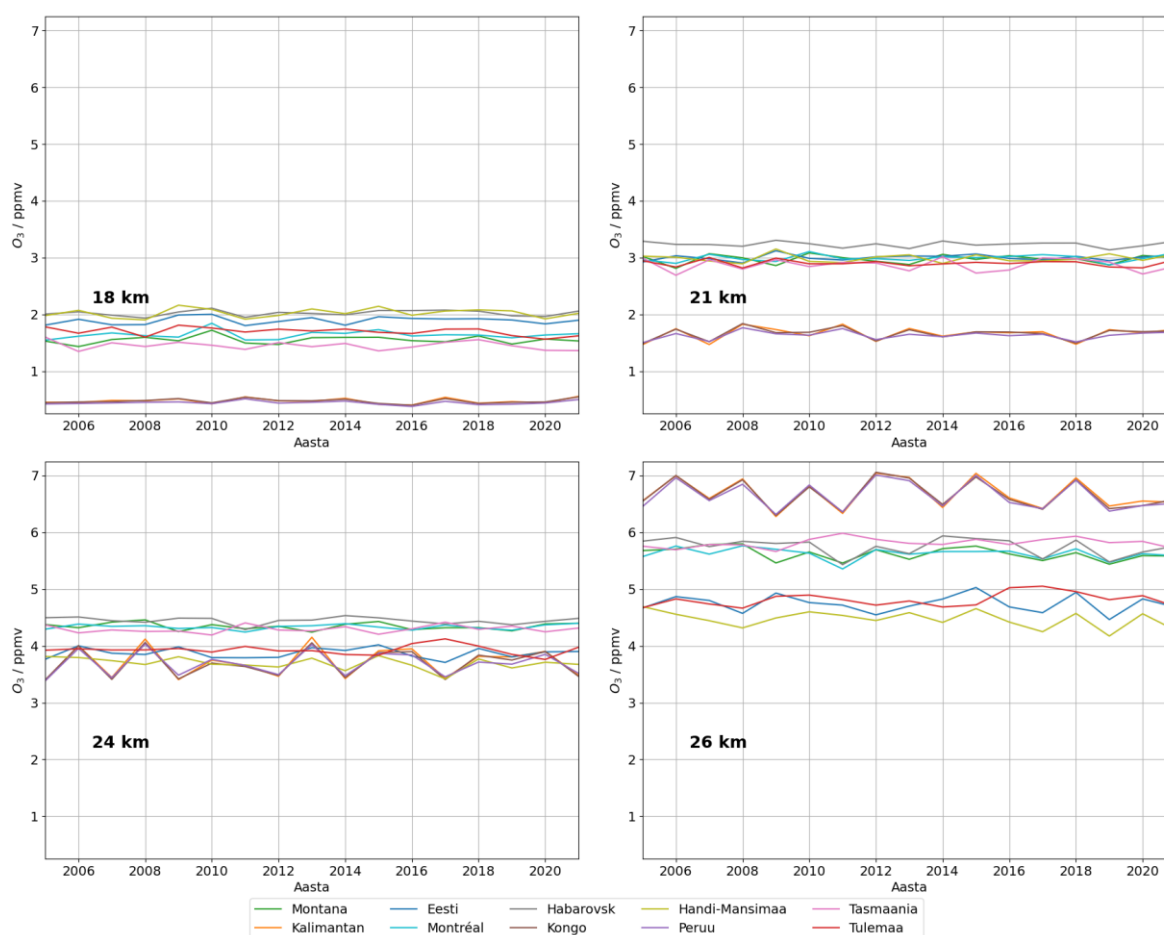 7
6
5
4
3
2
1
O3 / ppmv
18 km
2006 2008 2010 2012 2014 2016 2018 2020
Aasta
7
6
5
4
3
2
1
O3 / ppmv
21 km
2006 2008 2010 2012 2014 2016 2018 2020
Aasta
7
6
5
4
3
2
1
O3 / ppmv
24 km
2006 2008 2010 2012 2014 2016 2018 2020
Aasta
7
6
5
4
3
2
1
O3 / ppmv
26 km
2006 2008 2010 2012 2014 2016 2018 2020
Aasta
Montana Eesti Habarovsk Handi-Mansimaa Tasmaania
Kalimantan Montréal Kongo Peruu Tulemaa